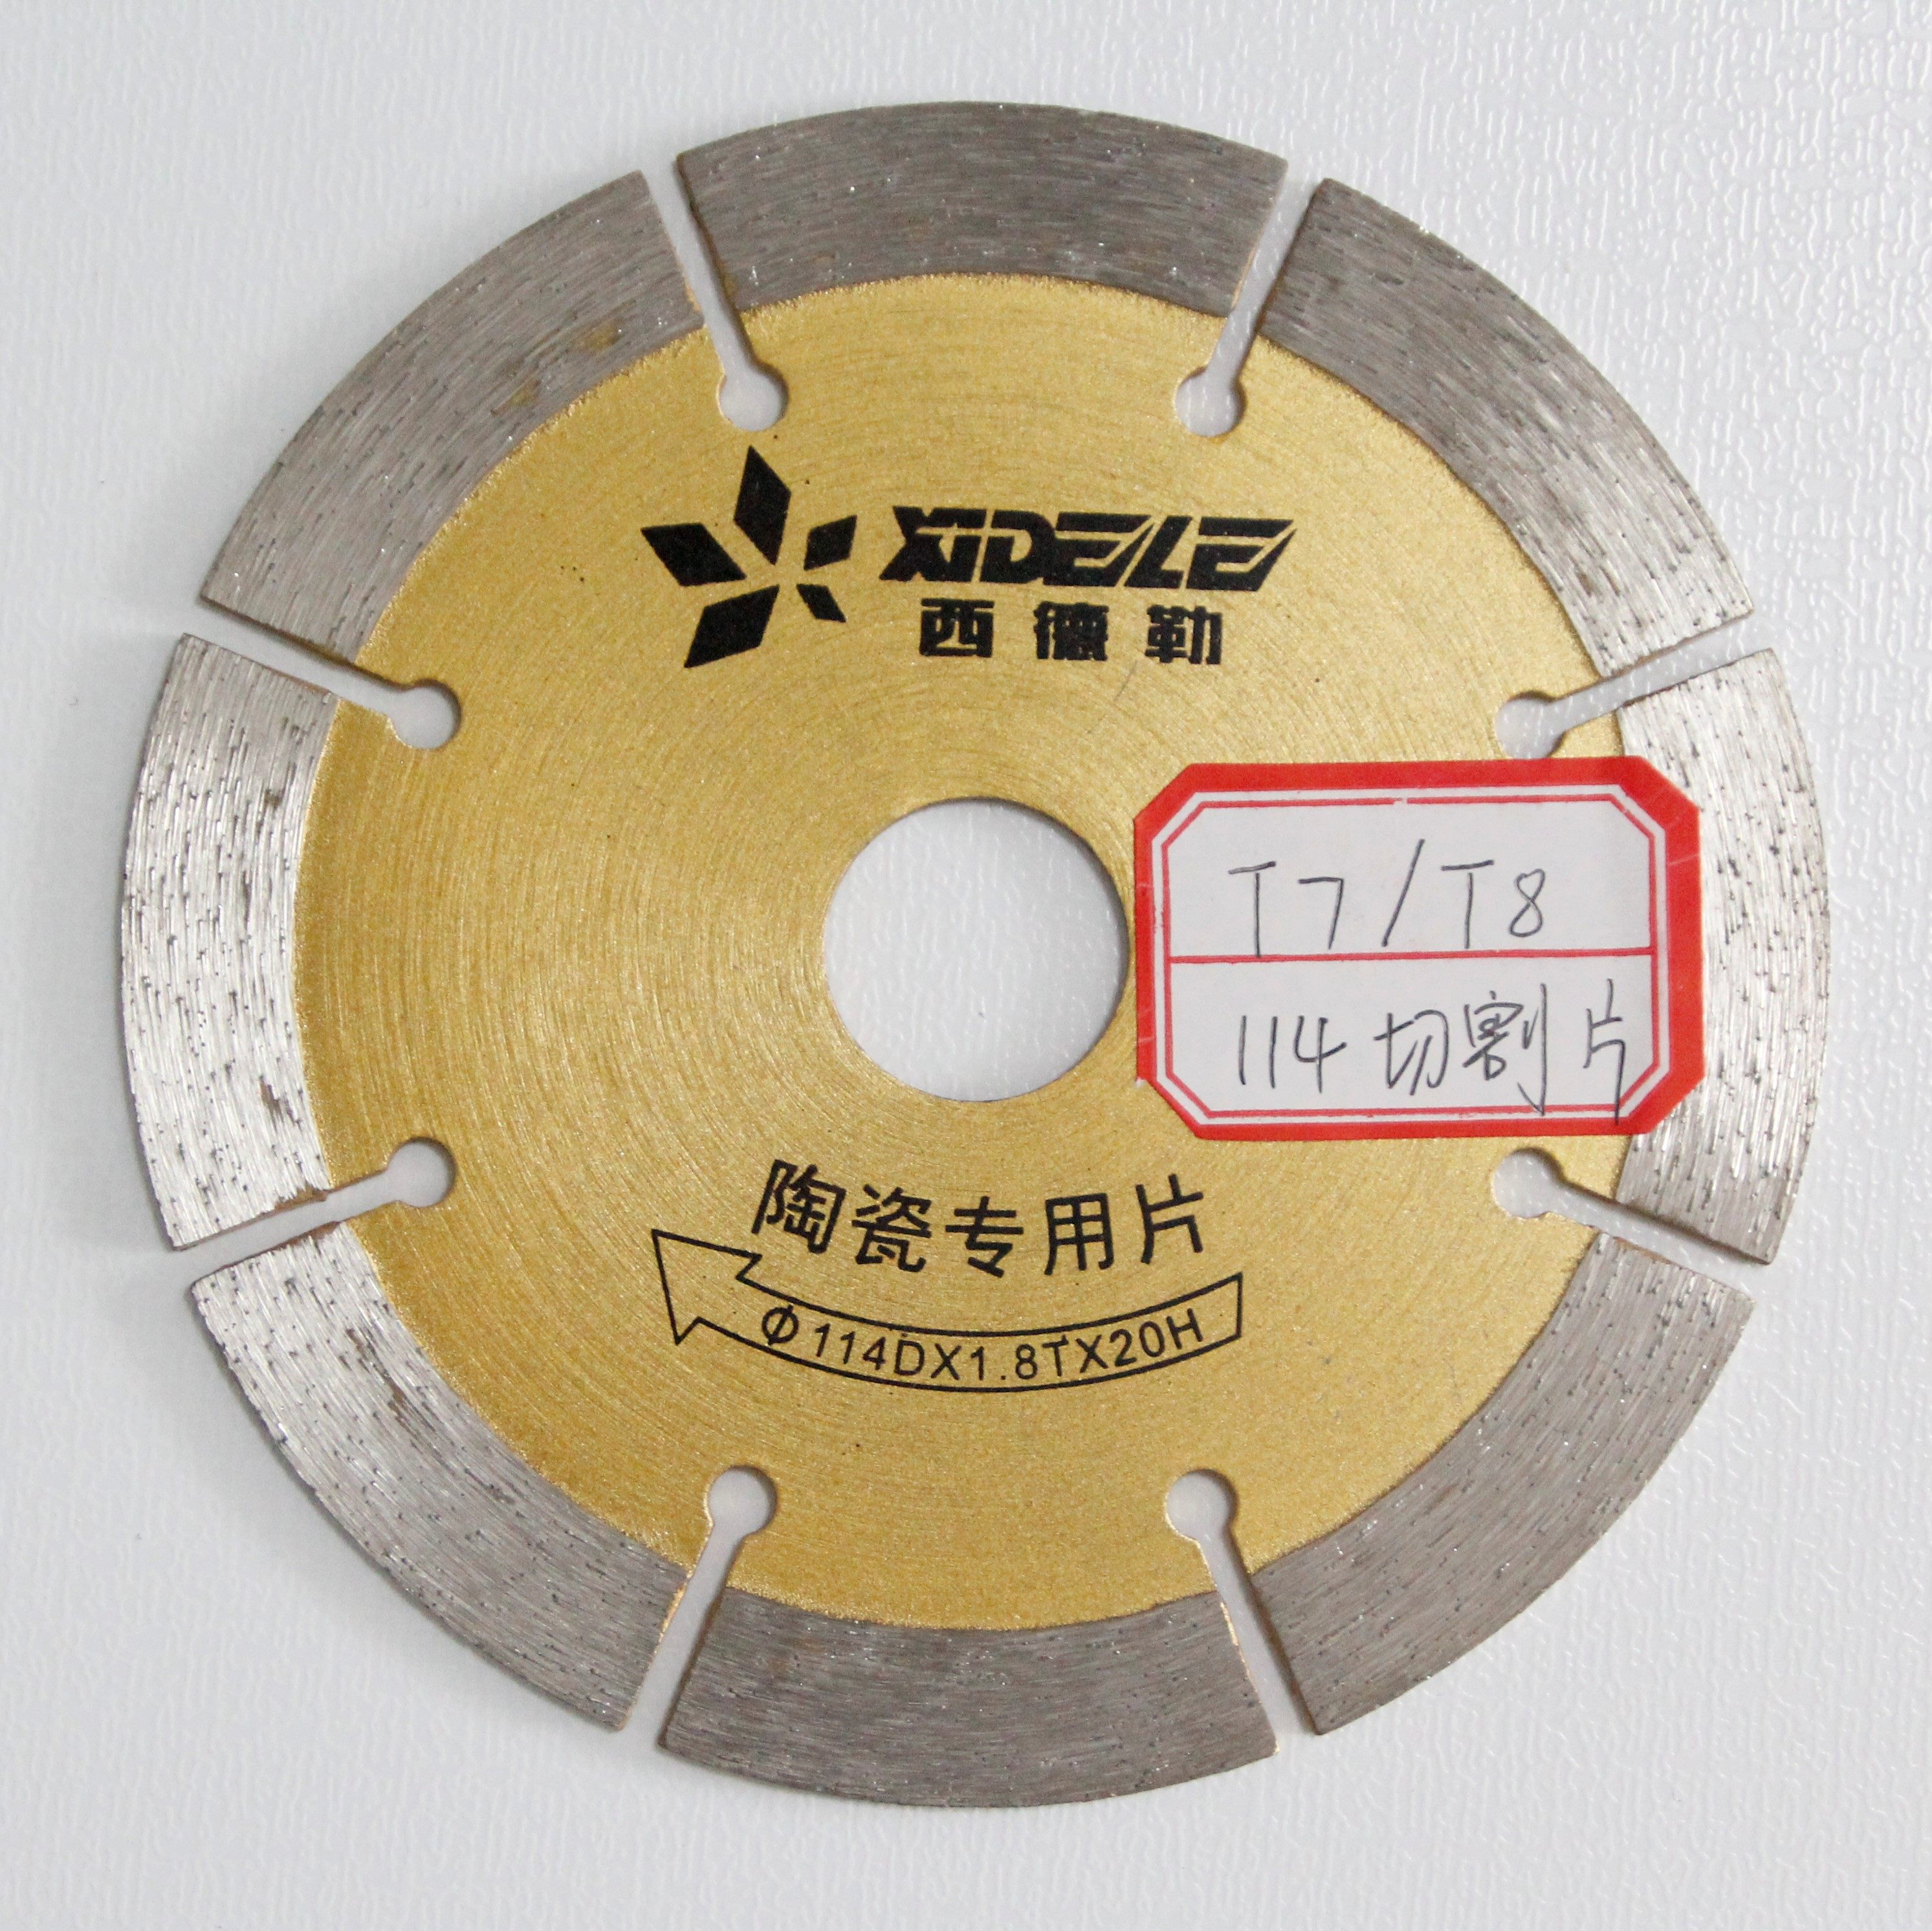 XIDELE
西德勒
T7/T8
114切割片
陶瓷专用片
Φ114DX1.8TX20H